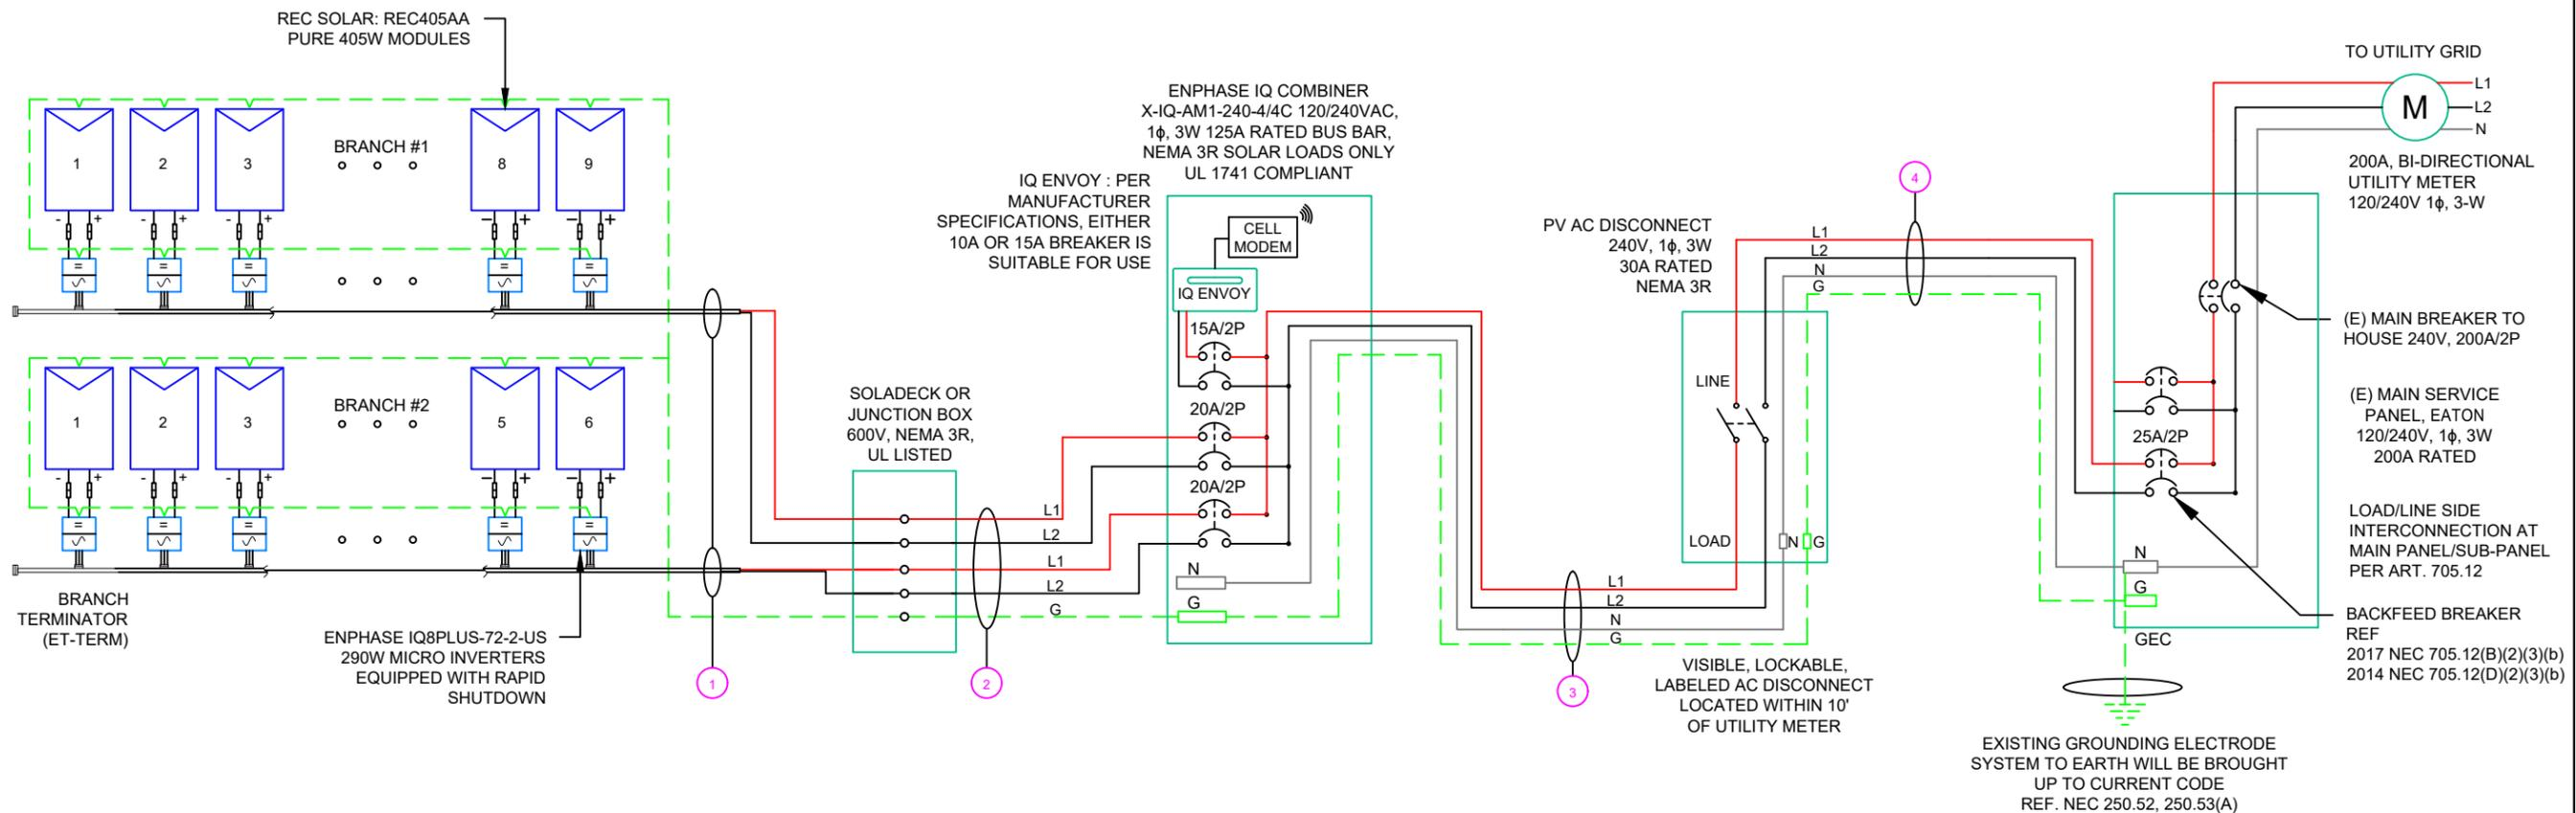 REC SOLAR: REC405AA
PURE 405W MODULES
1
2
3
BRANCH #1
8
9
- +
- +
- +
- +
- +
=
=
=
=
=
1
2
3
BRANCH #2
5
6
- +
- +
- +
- +
- +
=
=
=
=
=
BRANCH
TERMINATOR
(ET-TERM)
ENPHASE IQ8PLUS-72-2-US
290W MICRO INVERTERS
EQUIPPED WITH RAPID
SHUTDOWN
1
SOLADECK OR
JUNCTION BOX
600V, NEMA 3R,
UL LISTED
L1
L2
L1
L2
G
2
ENPHASE IQ COMBINER
X-IQ-AM1-240-4/4C 120/240VAC,
1ϕ, 3W 125A RATED BUS BAR,
NEMA 3R SOLAR LOADS ONLY
UL 1741 COMPLIANT
IQ ENVOY : PER
MANUFACTURER
SPECIFICATIONS, EITHER
10A OR 15A BREAKER IS
SUITABLE FOR USE
CELL
MODEM
IQ ENVOY
15A/2P
20A/2P
20A/2P
N
G
L1
L2
N
G
3
PV AC DISCONNECT
240V, 1ϕ, 3W
30A RATED
NEMA 3R
LINE
LOAD
N G
VISIBLE, LOCKABLE,
LABELED AC DISCONNECT
LOCATED WITHIN 10'
OF UTILITY METER
L1
L2
N
G
4
TO UTILITY GRID
M
L1
L2
N
200A, BI-DIRECTIONAL
UTILITY METER
120/240V 1ϕ, 3-W
(E) MAIN BREAKER TO
HOUSE 240V, 200A/2P
(E) MAIN SERVICE
PANEL, EATON
120/240V, 1ϕ, 3W
200A RATED
25A/2P
N
G
GEC
LOAD/LINE SIDE
INTERCONNECTION AT
MAIN PANEL/SUB-PANEL
PER ART. 705.12
BACKFEED BREAKER
REF
2017 NEC 705.12(B)(2)(3)(b)
2014 NEC 705.12(D)(2)(3)(b)
EXISTING GROUNDING ELECTRODE
SYSTEM TO EARTH WILL BE BROUGHT
UP TO CURRENT CODE
REF. NEC 250.52, 250.53(A)